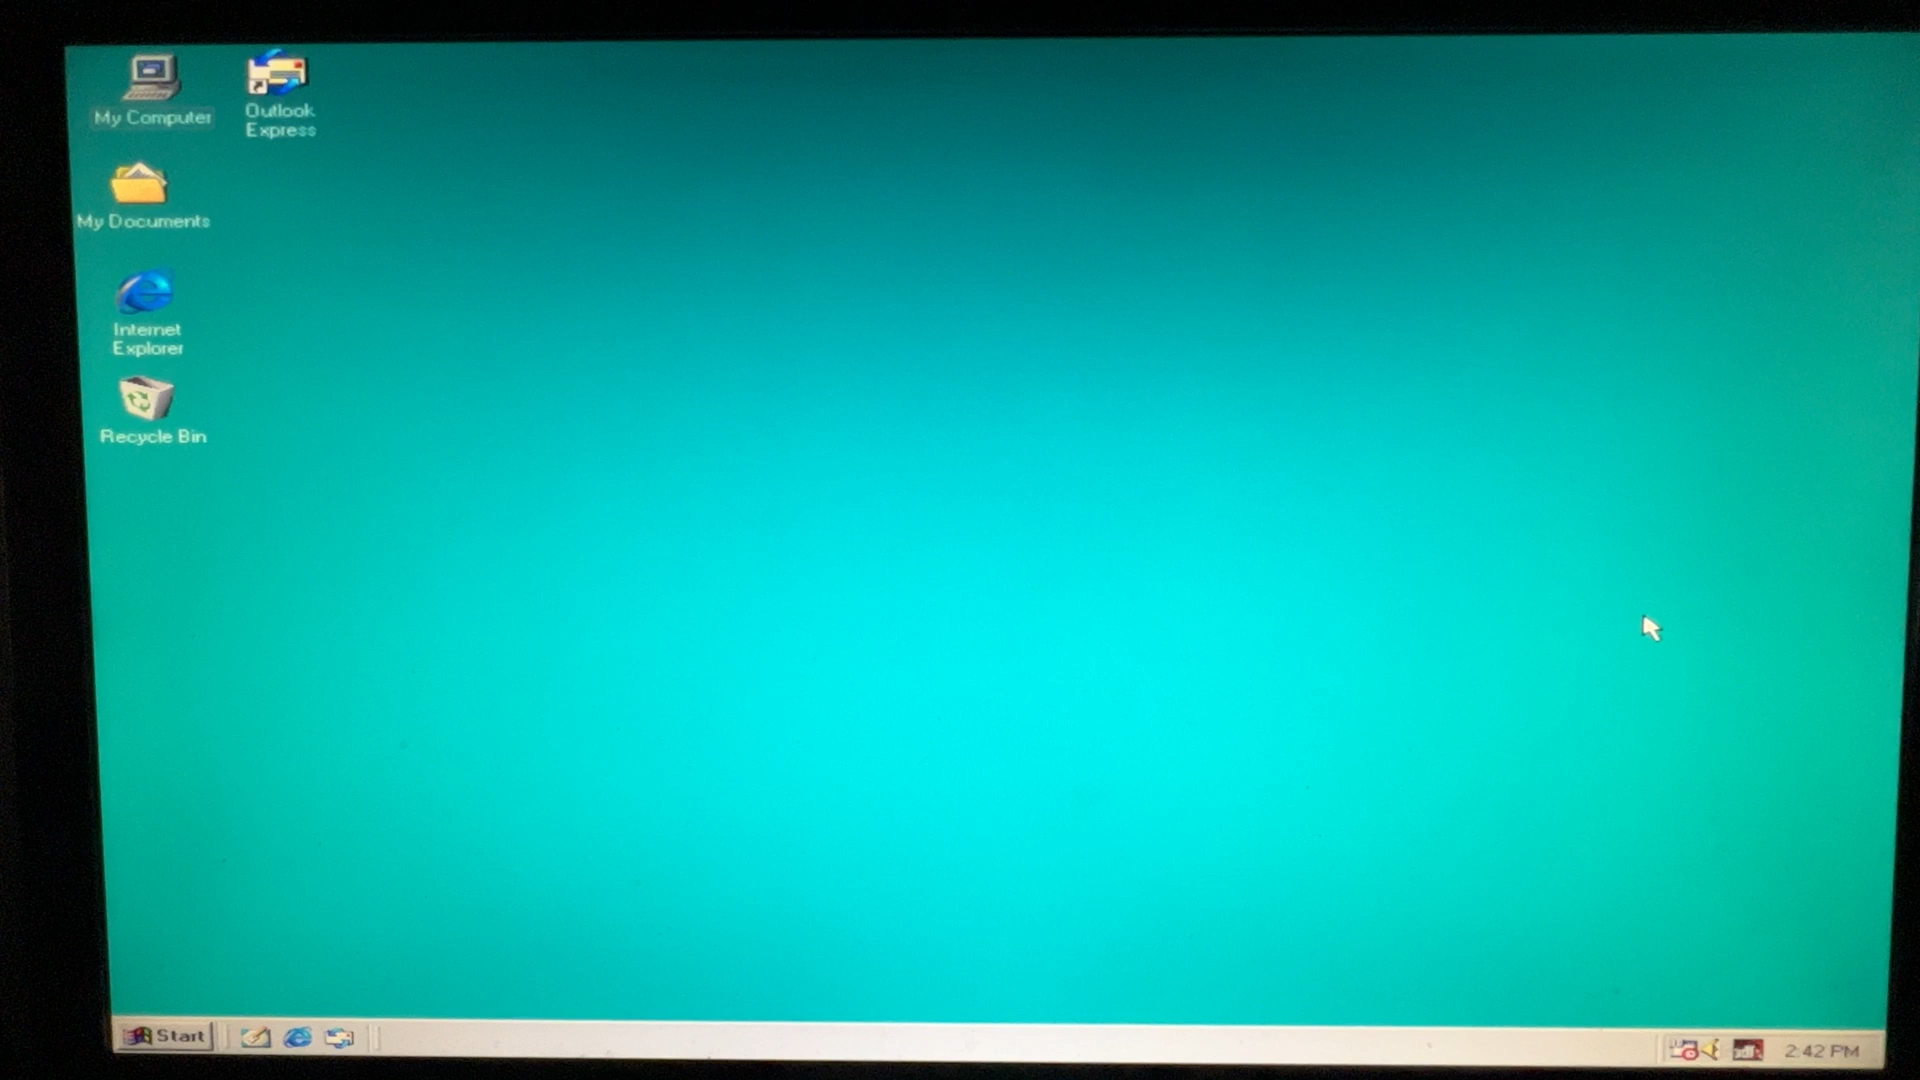 My Computer
Outlook
Express
My Documents
Internet
Explorer
Recycle Bin
Start
2:42 PM